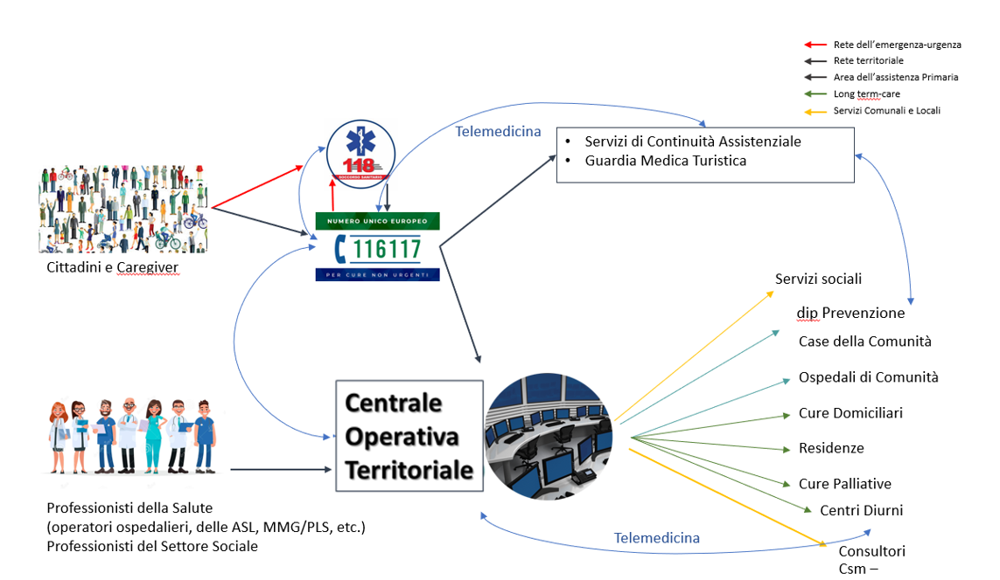 Rete dell'emergenza-urgenza
Rete territoriale
Area dell'assistenza Primaria
Long term-care
Servizi Comunali e Locali
Telemedicina
• Servizi di Continuità Assistenziale
• Guardia Medica Turistica
118
SOCCORSO SANITARIO
NUMERO UNICO EUROPEO
116117
PER CURE NON URGENTI
Cittadini e Caregiver
Servizi sociali
dip Prevenzione
Case della Comunità
Ospedali di Comunità
Cure Domiciliari
Residenze
Cure Palliative
Centri Diurni
Consultori
Csm –
Centrale
Operativa
Territoriale
Professionisti della Salute
(operatori ospedalieri, delle ASL, MMG/PLS, etc.)
Professionisti del Settore Sociale
Telemedicina